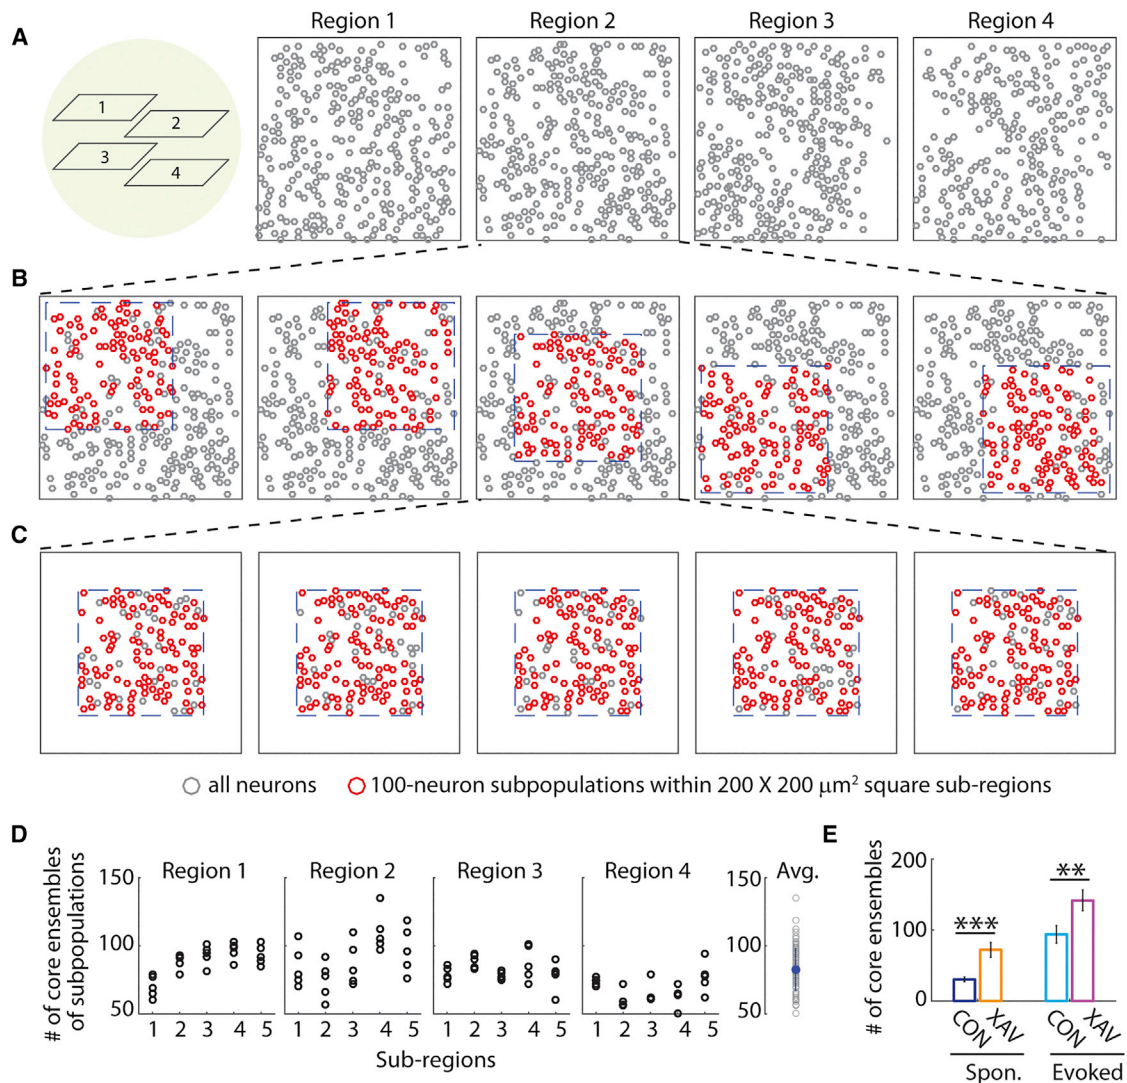 A
Region 1 Region 2 Region 3 Region 4
1
2
3
4
B
C
all neurons 100-neuron subpopulations within 200 X 200 μm² square sub-regions
D
# of core ensembles
of subpopulations
Region 1 Region 2 Region 3 Region 4 Avg.
150 150
100 100
50 50
1 2 3 4 5 1 2 3 4 5 1 2 3 4 5 1 2 3 4 5
Sub-regions
E
# of core ensembles
200
100
0
*** **
CON XAV CON XAV
Spon. Evoked